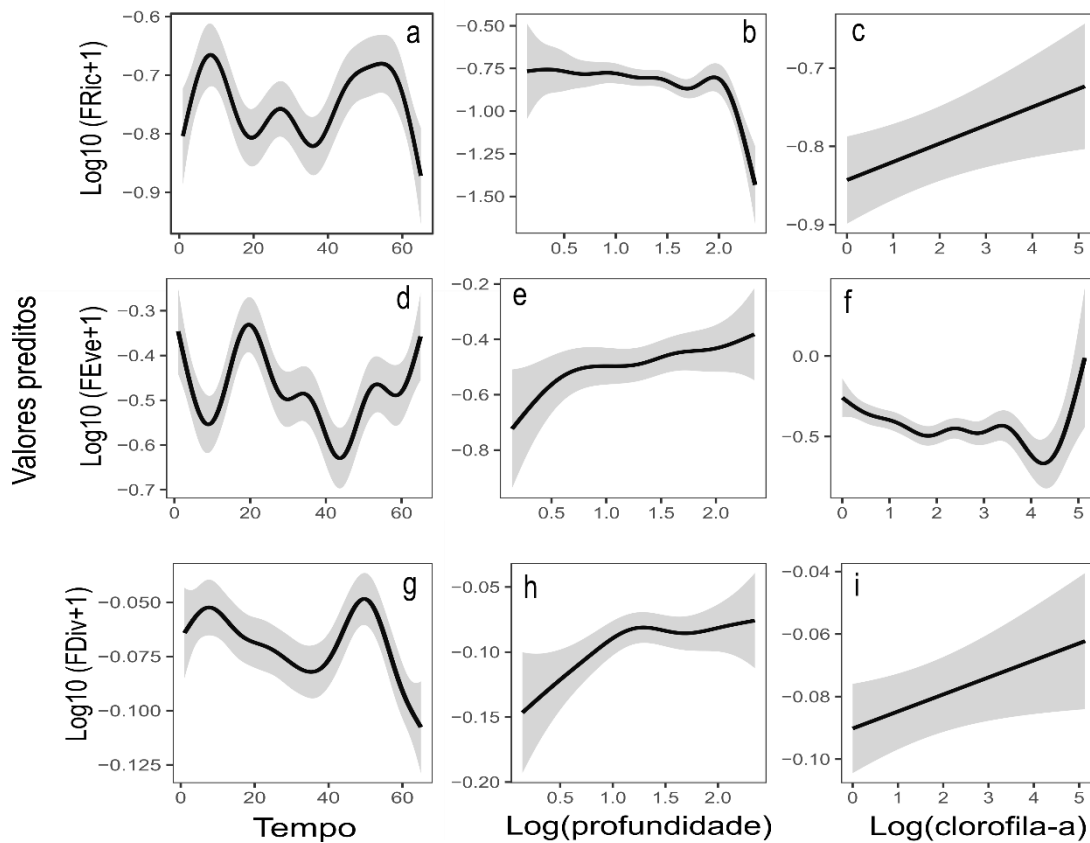 a
b
c
Log10 (FRic+1)
−0.6
−0.7
−0.8
−0.9
0 20 40 60
−0.50
−0.75
−1.0
−1.25
−1.50
0.5 1.0 1.5 2.0
−0.7
−0.8
−0.9
0 1 2 3 4 5
Valores preditos
d
e
f
Log10 (FEve+1)
−0.3
−0.4
−0.5
−0.6
−0.7
0 20 40 60
−0.2
−0.4
−0.6
−0.8
0.5 1.0 1.5 2.0
0.0
−0.5
0 1 2 3 4 5
g
h
i
Log10 (FDiv+1)
−0.050
−0.075
−0.100
−0.125
0 20 40 60
−0.05
−0.10
−0.15
−0.20
0.5 1.0 1.5 2.0
−0.04
−0.06
−0.08
−0.10
0 1 2 3 4 5
Tempo
Log(profundidade)
Log(clorofila-a)